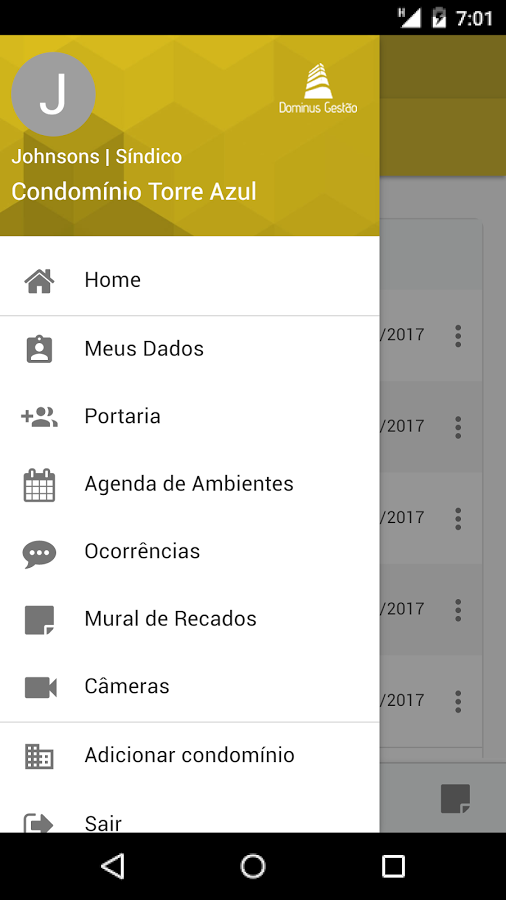 H 7:01
J
Dominus Gestão
Johnsons | Síndico
Condomínio Torre Azul
Home
Meus Dados
/2017
Portaria
/2017
Agenda de Ambientes
/2017
Ocorrências
Mural de Recados
/2017
Câmeras
/2017
Adicionar condomínio
Sair